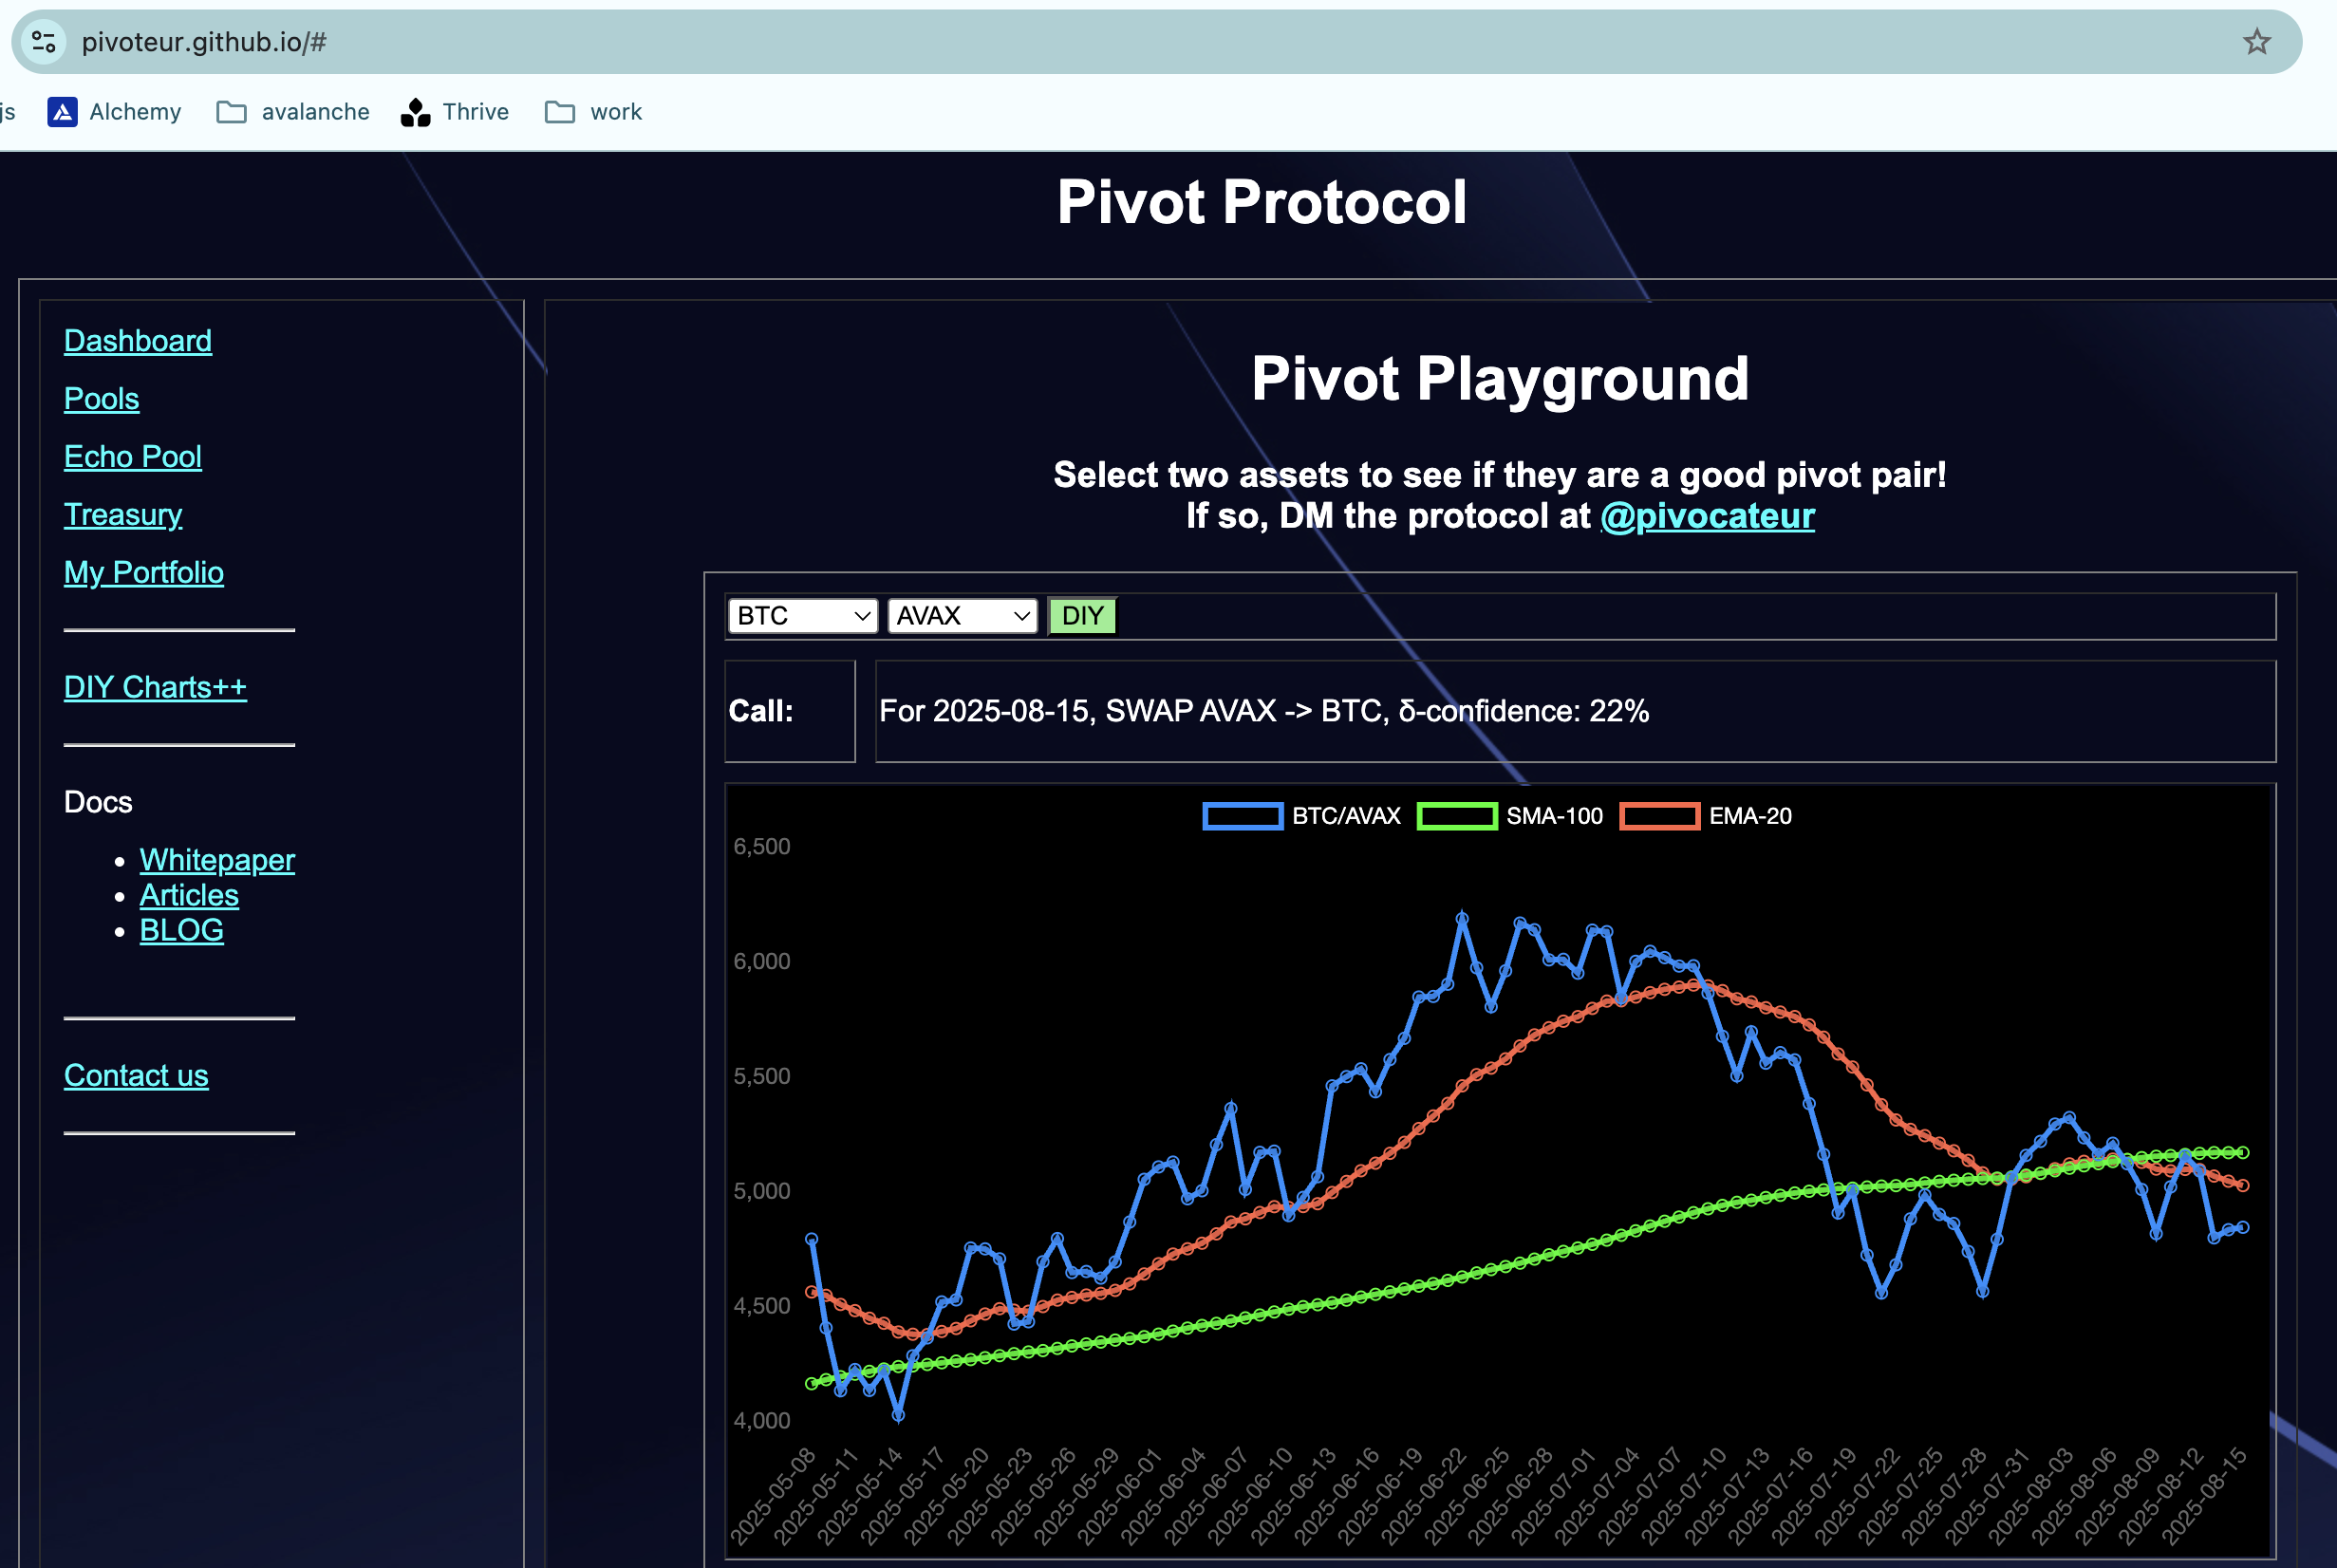 pivoteur.github.io/#
js Alchemy avalanche Thrive work
Pivot Protocol
Dashboard
Pools
Echo Pool
Treasury
My Portfolio
DIY Charts++
Docs
Whitepaper
Articles
BLOG
Contact us
Pivot Playground
Select two assets to see if they are a good pivot pair!
If so, DM the protocol at @pivocateur
BTC AVAX DIY
Call: For 2025-08-15, SWAP AVAX -> BTC, δ-confidence: 22%
BTC/AVAX SMA-100 EMA-20
6,500
6,000
5,500
5,000
4,500
4,000
2025-05-08 2025-05-11 2025-05-14 2025-05-17 2025-05-20 2025-05-23 2025-05-26 2025-05-29 2025-06-01 2025-06-04 2025-06-07 2025-06-10 2025-06-13 2025-06-16 2025-06-19 2025-06-22 2025-06-25 2025-06-28 2025-07-01 2025-07-04 2025-07-07 2025-07-10 2025-07-13 2025-07-16 2025-07-19 2025-07-22 2025-07-25 2025-07-28 2025-07-31 2025-08-03 2025-08-06 2025-08-09 2025-08-12 2025-08-15